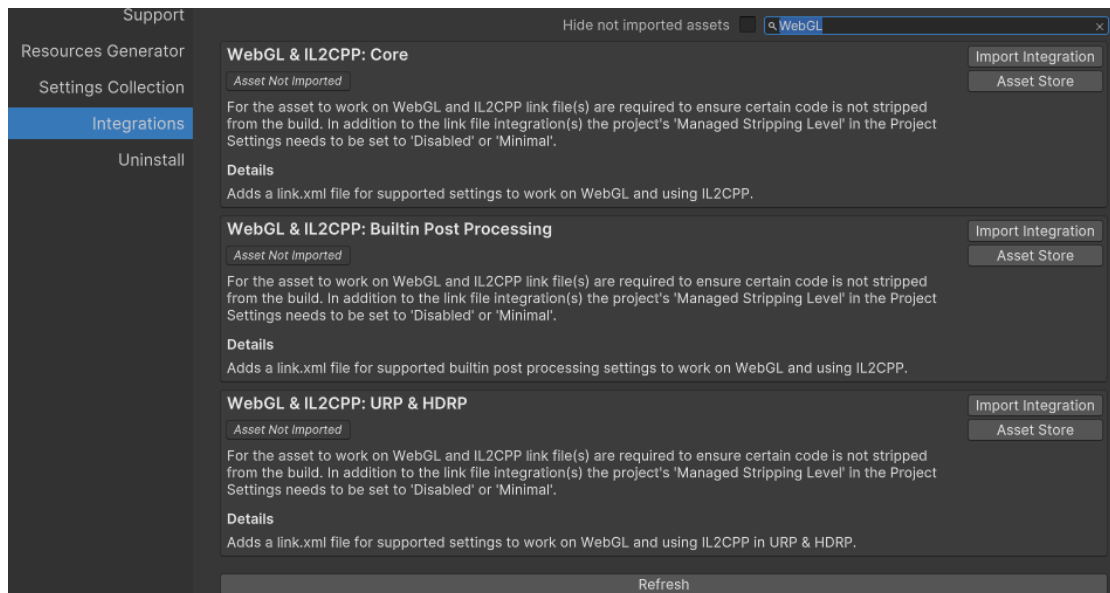 Support
Resources Generator
Settings Collection
Integrations
Uninstall
Hide not imported assets
WebGL
WebGL & IL2CPP: Core
Import Integration
Asset Not Imported
Asset Store
For the asset to work on WebGL and IL2CPP link file(s) are required to ensure certain code is not stripped
from the build. In addition to the link file integration(s) the project's 'Managed Stripping Level' in the Project
Settings needs to be set to 'Disabled' or 'Minimal'.
Details
Adds a link.xml file for supported settings to work on WebGL and using IL2CPP.
WebGL & IL2CPP: Builtin Post Processing
Import Integration
Asset Not Imported
Asset Store
For the asset to work on WebGL and IL2CPP link file(s) are required to ensure certain code is not stripped
from the build. In addition to the link file integration(s) the project's 'Managed Stripping Level' in the Project
Settings needs to be set to 'Disabled' or 'Minimal'.
Details
Adds a link.xml file for supported builtin post processing settings to work on WebGL and using IL2CPP.
WebGL & IL2CPP: URP & HDRP
Import Integration
Asset Not Imported
Asset Store
For the asset to work on WebGL and IL2CPP link file(s) are required to ensure certain code is not stripped
from the build. In addition to the link file integration(s) the project's 'Managed Stripping Level' in the Project
Settings needs to be set to 'Disabled' or 'Minimal'.
Details
Adds a link.xml file for supported settings to work on WebGL and using IL2CPP in URP & HDRP.
Refresh